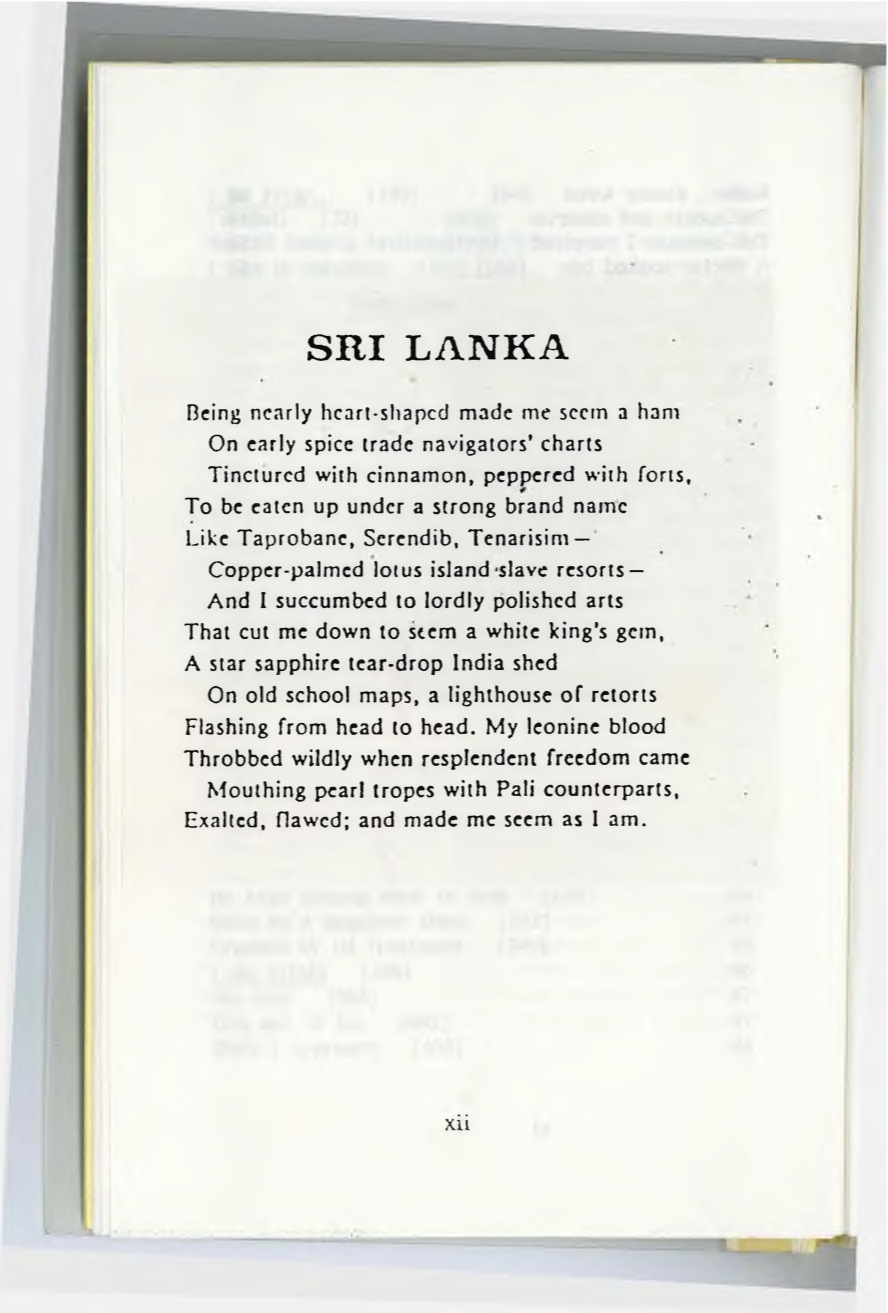 SRI LANKA
Being nearly heart-shaped made me seem a ham
On early spice trade navigators' charts
Tinctured with cinnamon, peppered with forts,
To be eaten up under a strong brand name
Like Taprobane, Serendib, Tenarisim—
Copper-palmed lotus island slave resorts—
And I succumbed to lordly polished arts
That cut me down to seem a white king's gem,
A star sapphire tear-drop India shed
On old school maps, a lighthouse of retorts
Flashing from head to head. My leonine blood
Throbbed wildly when resplendent freedom came
Mouthing pearl tropes with Pali counterparts,
Exalted, flawed; and made me seem as I am.
xii